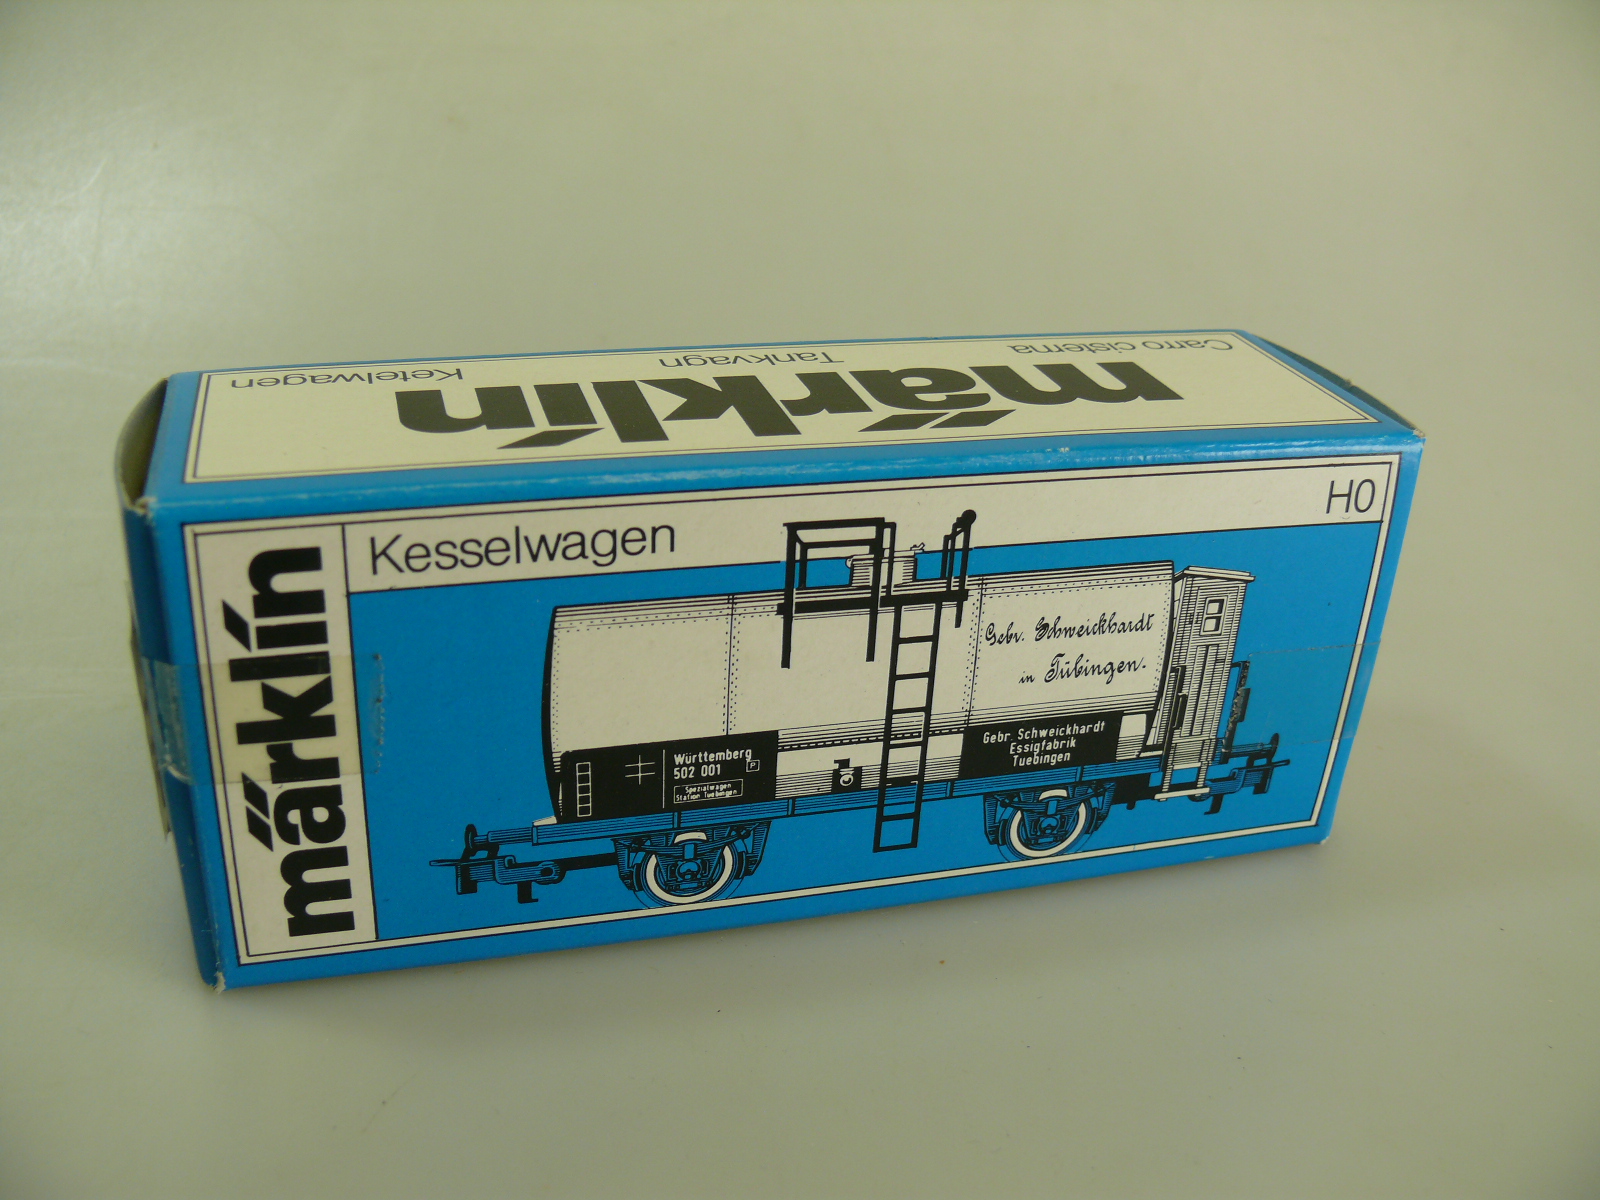 Carro cisterna
Tankvagn
Ketelwagen
märklin
märklin
Kesselwagen
H0
Gebr. Schweickhardt
in Tübingen.
Württemberg
502 001
P
Spezialwagen
Station Tuebingen
Gebr. Schweickhardt
Essigfabrik
Tuebingen